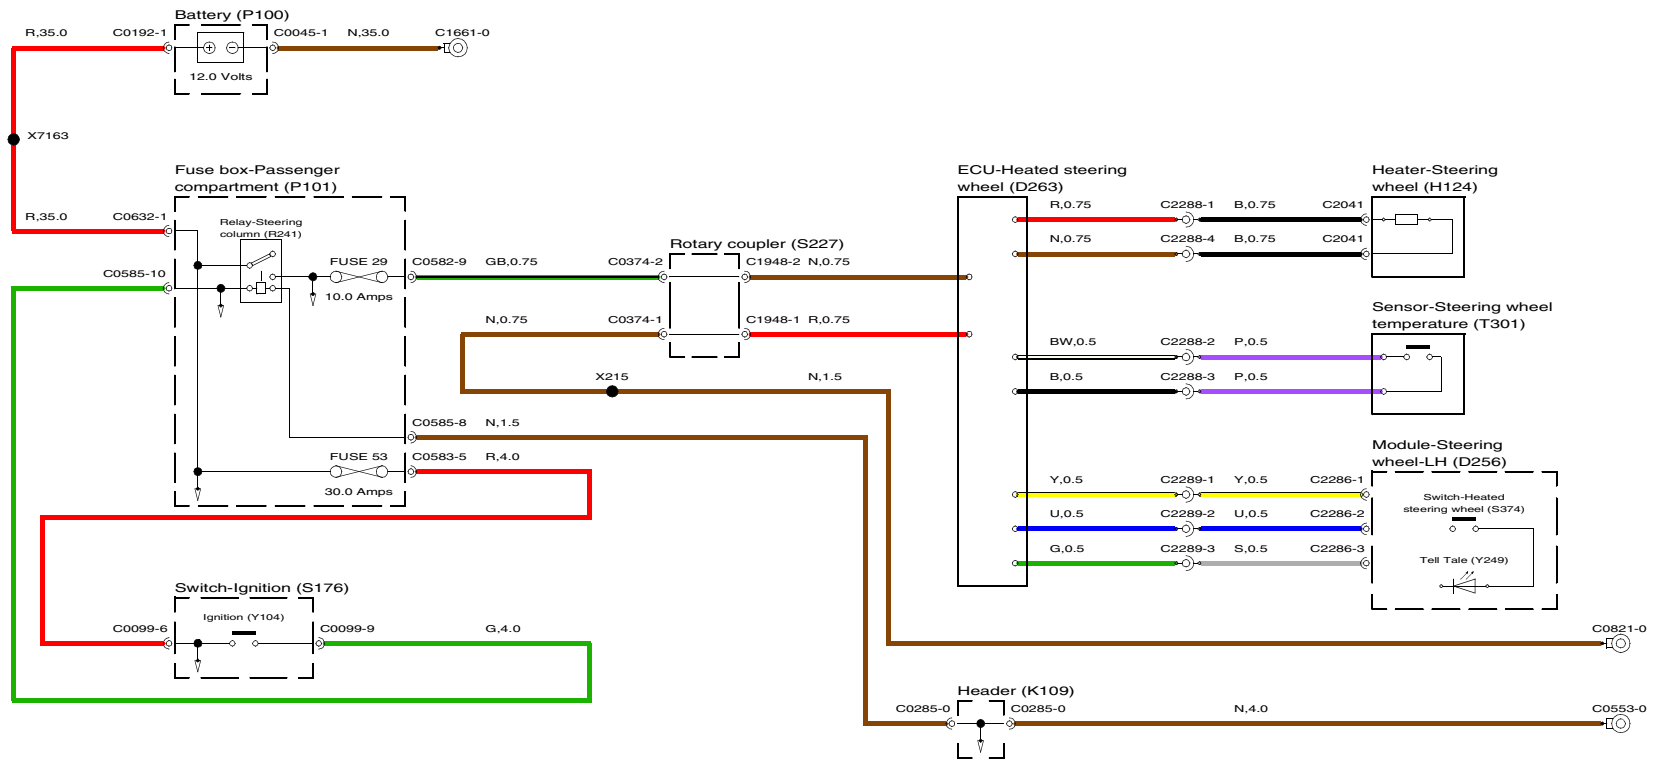 Battery (P100)
R,35.0 C0192-1 C0045-1 N,35.0 C1661-0
12.0 Volts
X7163
Fuse box-Passenger
compartment (P101)
R,35.0 C0632-1
Relay-Steering
column (R241)
C0585-10
FUSE 29
10.0 Amps
C0582-9 GB,0.75 C0374-2
Rotary coupler (S227)
C1948-2 N,0.75
N,0.75 C0374-1 C1948-1 R,0.75
X215 N,1.5
C0585-8 N,1.5
FUSE 53
30.0 Amps
C0583-5 R,4.0
ECU-Heated steering
wheel (D263)
R,0.75 C2288-1 B,0.75 C2041
N,0.75 C2288-4 B,0.75 C2041
Heater-Steering
wheel (H124)
Sensor-Steering wheel
temperature (T301)
BW,0.5 C2288-2 P,0.5
B,0.5 C2288-3 P,0.5
Module-Steering
wheel-LH (D256)
Y,0.5 C2289-1 Y,0.5 C2286-1
U,0.5 C2289-2 U,0.5 C2286-2
G,0.5 C2289-3 S,0.5 C2286-3
Switch-Heated
steering wheel (S374)
Tell Tale (Y249)
Switch-Ignition (S176)
Ignition (Y104)
C0099-6 C0099-9 G,4.0
C0821-0
Header (K109)
C0285-0 C0285-0 N,4.0 C0553-0